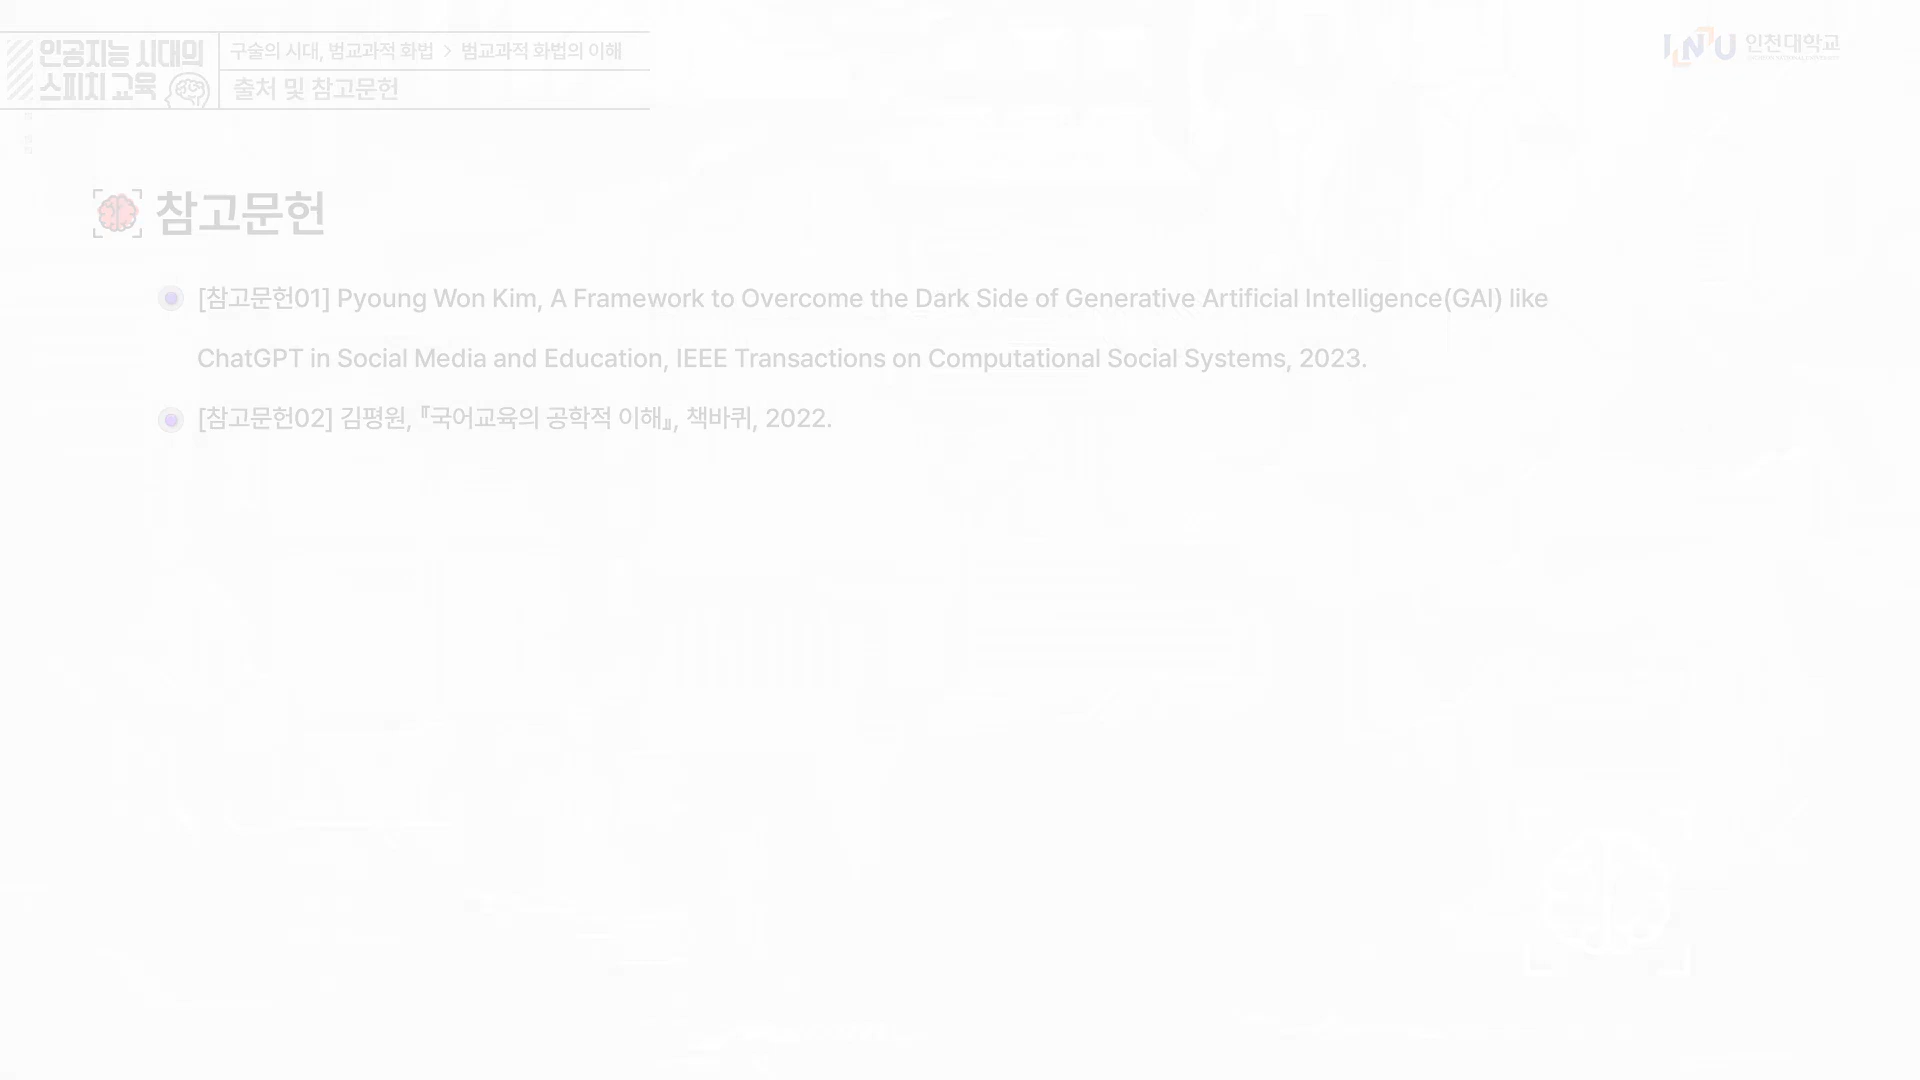 인공지능 시대의
스피치 교육
구술의 시대, 범교과적 화법 > 범교과적 화법의 이해
출처 및 참고문헌
INU 인천대학교
참고문헌
[참고문헌01] Pyoung Won Kim, A Framework to Overcome the Dark Side of Generative Artificial Intelligence(GAI) like
ChatGPT in Social Media and Education, IEEE Transactions on Computational Social Systems, 2023.
[참고문헌02] 김평원, 『국어교육의 공학적 이해』, 책바퀴, 2022.